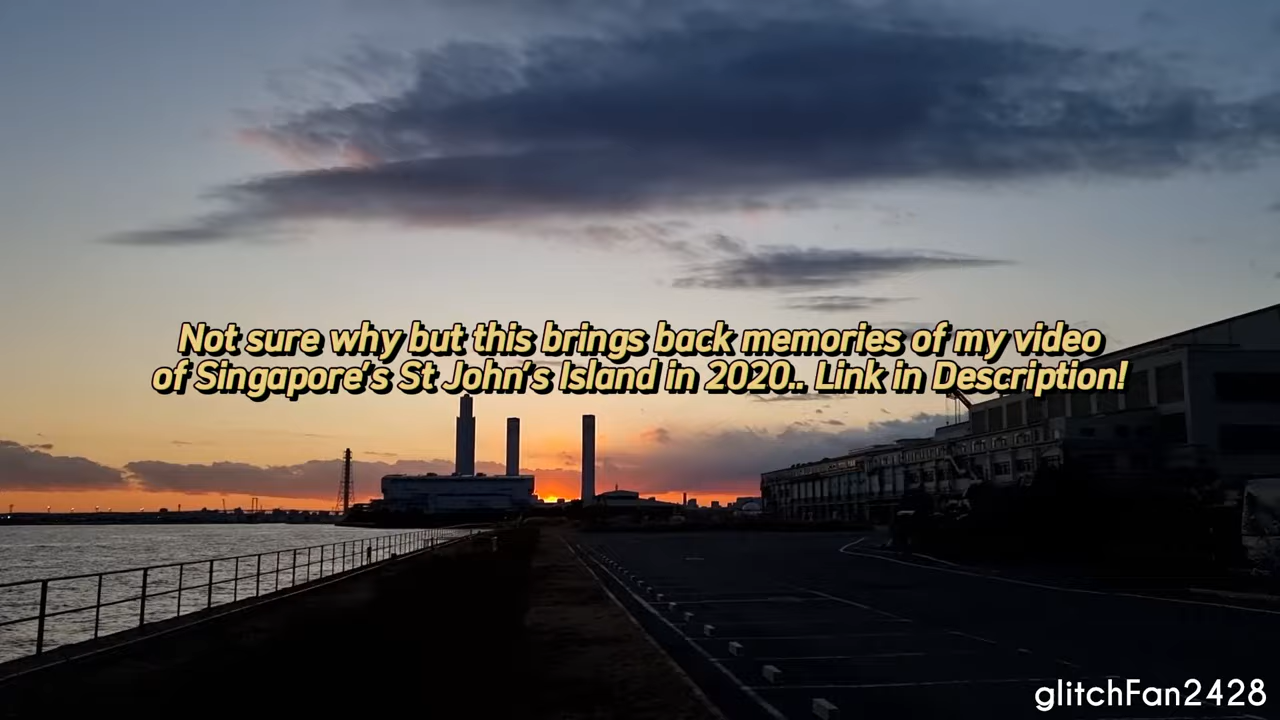 Not sure why but this brings back memories of my video
of Singapore's St John's Island in 2020.. Link in Description!
glitchFan2428